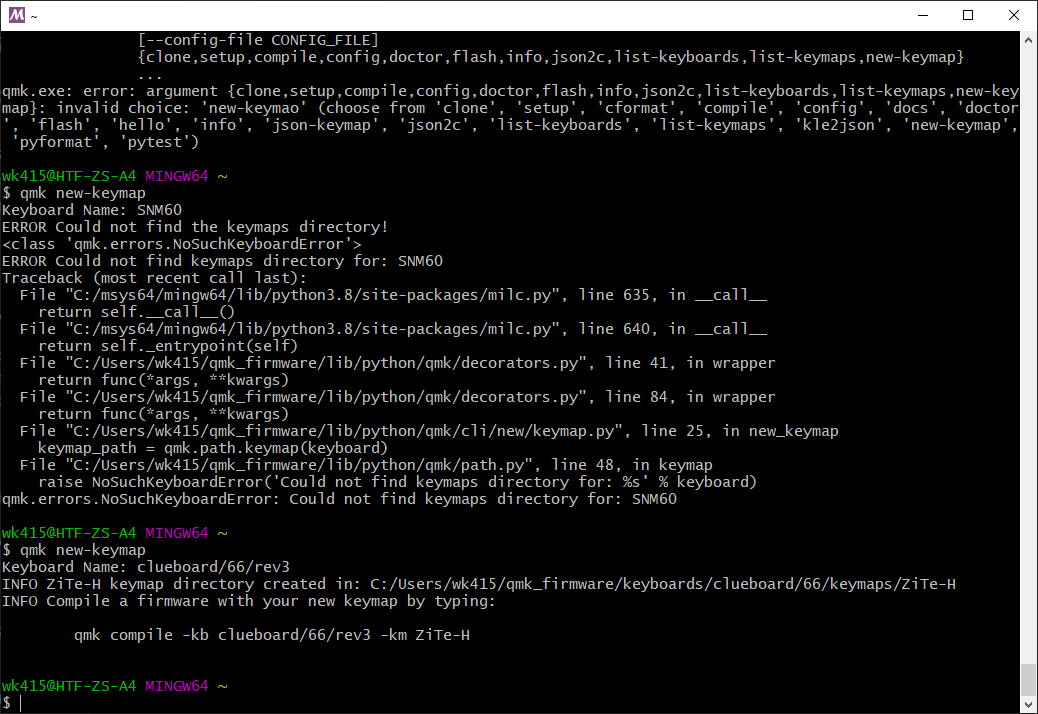 M ~
[--config-file CONFIG_FILE]
{clone,setup,compile,config,doctor,flash,info,json2c,list-keyboards,list-keymaps,new-keymap}
...
qmk.exe: error: argument {clone,setup,compile,config,doctor,flash,info,json2c,list-keyboards,list-keymaps,new-key
map}: invalid choice: 'new-keymao' (choose from 'clone', 'setup', 'cformat', 'compile', 'config', 'docs', 'doctor
', 'flash', 'hello', 'info', 'json-keymap', 'json2c', 'list-keyboards', 'list-keymaps', 'kle2json', 'new-keymap',
'pyformat', 'pytest')
wk415@HTF-ZS-A4 MINGW64 ~
$ qmk new-keymap
Keyboard Name: SNM60
ERROR Could not find the keymaps directory!
<class 'qmk.errors.NoSuchKeyboardError'>
ERROR Could not find keymaps directory for: SNM60
Traceback (most recent call last):
File "C:/msys64/mingw64/lib/python3.8/site-packages/milc.py", line 635, in __call__
return self.__call__()
File "C:/msys64/mingw64/lib/python3.8/site-packages/milc.py", line 640, in __call__
return self._entrypoint(self)
File "C:/Users/wk415/qmk_firmware/lib/python/qmk/decorators.py", line 41, in wrapper
return func(*args, **kwargs)
File "C:/Users/wk415/qmk_firmware/lib/python/qmk/decorators.py", line 84, in wrapper
return func(*args, **kwargs)
File "C:/Users/wk415/qmk_firmware/lib/python/qmk/cli/new/keymap.py", line 25, in new_keymap
keymap_path = qmk.path.keymap(keyboard)
File "C:/Users/wk415/qmk_firmware/lib/python/qmk/path.py", line 48, in keymap
raise NoSuchKeyboardError('Could not find keymaps directory for: %s' % keyboard)
qmk.errors.NoSuchKeyboardError: Could not find keymaps directory for: SNM60
wk415@HTF-ZS-A4 MINGW64 ~
$ qmk new-keymap
Keyboard Name: clueboard/66/rev3
INFO ZiTe-H keymap directory created in: C:/Users/wk415/qmk_firmware/keyboards/clueboard/66/keymaps/ZiTe-H
INFO Compile a firmware with your new keymap by typing:
qmk compile -kb clueboard/66/rev3 -km ZiTe-H
wk415@HTF-ZS-A4 MINGW64 ~
$